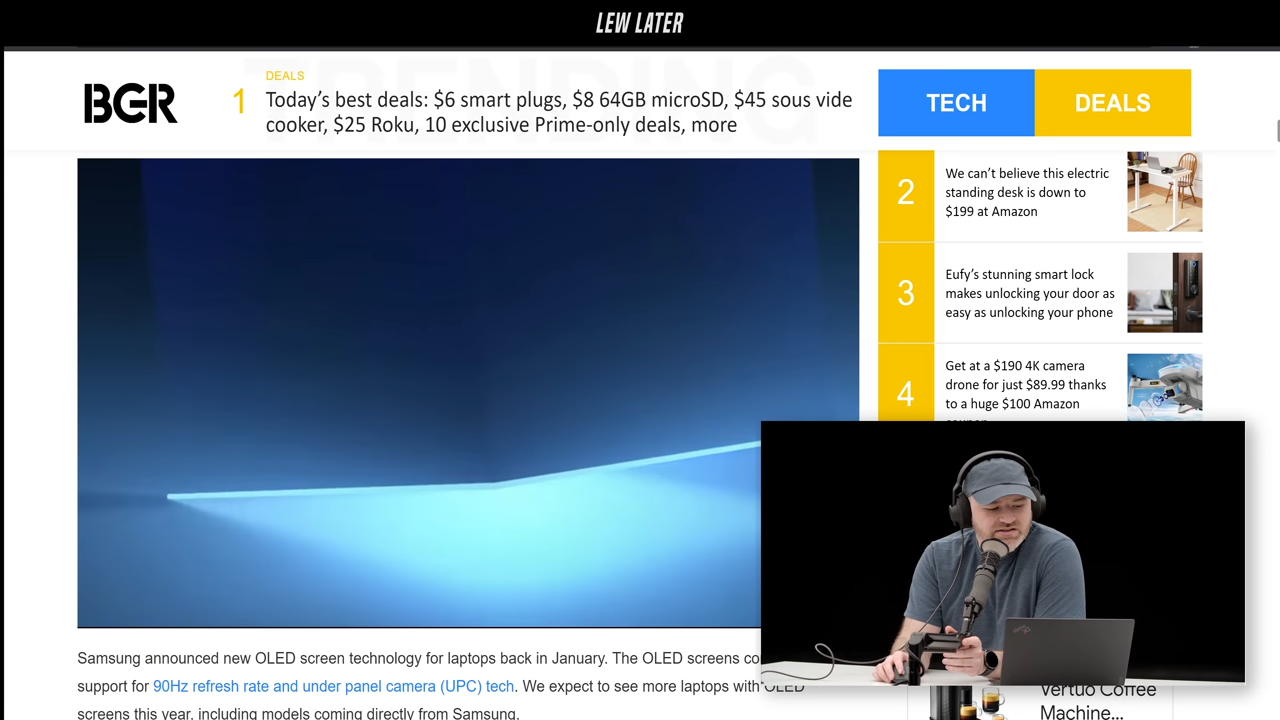 LEW LATER
BGR
1
DEALS
Today's best deals: $6 smart plugs, $8 64GB microSD, $45 sous vide
cooker, $25 Roku, 10 exclusive Prime-only deals, more
TRENDING
TECH
DEALS
2
We can't believe this electric
standing desk is down to
$199 at Amazon
3
Eufy's stunning smart lock
makes unlocking your door as
easy as unlocking your phone
4
Get at a $190 4K camera
drone for just $89.99 thanks
to a huge $100 Amazon
Samsung announced new OLED screen technology for laptops back in January. The OLED screens
support for 90Hz refresh rate and under panel camera (UPC) tech. We expect to see more laptops with OLED
screens this year, including models coming directly from Samsung.
Vertuo Coffee
Machine...